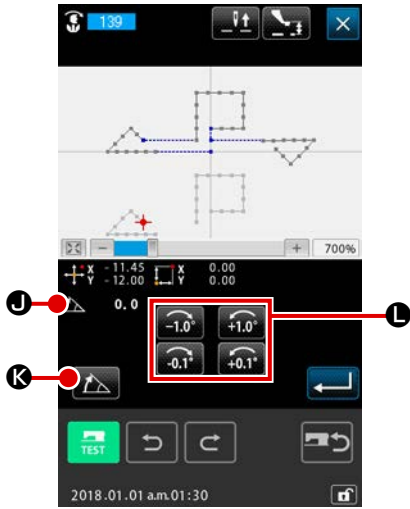 139
700%
X -11.45 X 0.00
Y -12.00 Y 0.00
J 0.0
L
-1.0° +1.0°
-0.1° +0.1°
K
TEST
2018.01.01 a.m.01:30